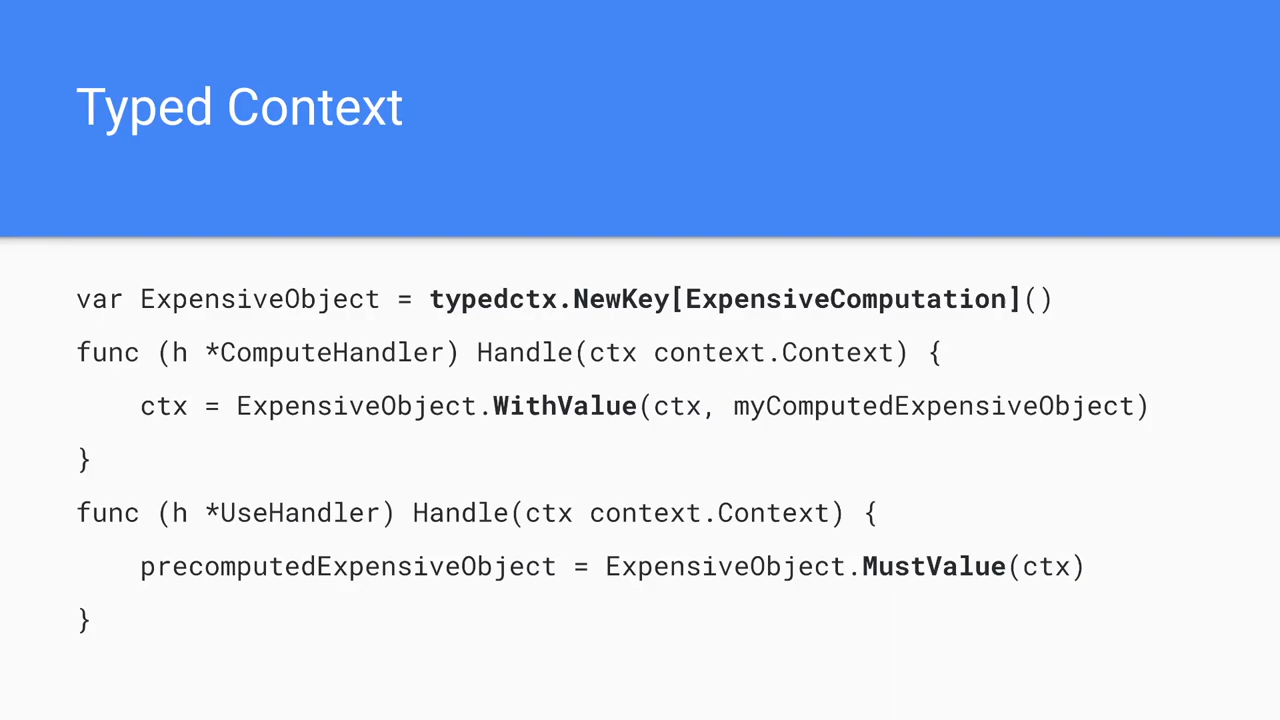 Typed Context
var ExpensiveObject = typedctx.NewKey[ExpensiveComputation]()
func (h *ComputeHandler) Handle(ctx context.Context) {
    ctx = ExpensiveObject.WithValue(ctx, myComputedExpensiveObject)
}
func (h *UseHandler) Handle(ctx context.Context) {
    precomputedExpensiveObject = ExpensiveObject.MustValue(ctx)
}